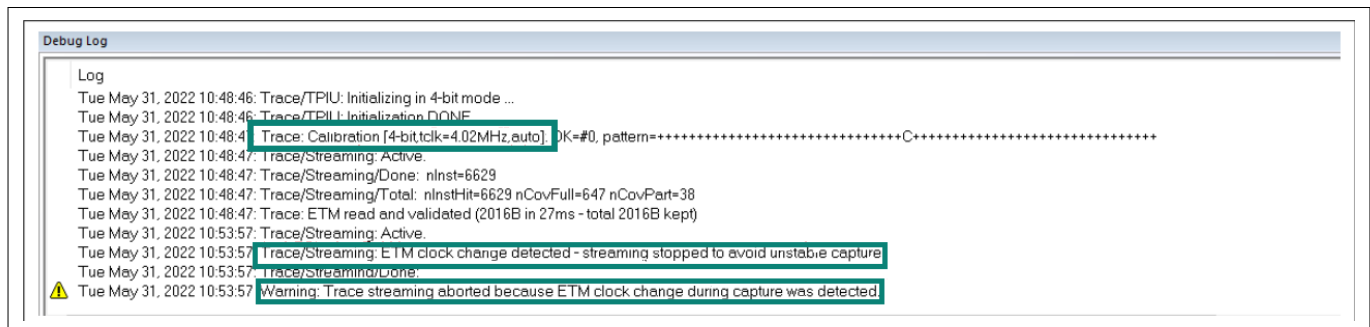 Debug Log
Log
Tue May 31, 2022 10:48:46: Trace/TPIU: Initializing in 4-bit mode ...
Tue May 31, 2022 10:48:46: Trace/TPIU: Initialization DONE
Tue May 31, 2022 10:48:47 Trace: Calibration [4-bit,tclk=4.02MHz,auto]: OK=#0, pattern=+++++++++++++++++++++++++++++++C+++++++++++++++++++++++++++++++
Tue May 31, 2022 10:48:47: Trace/Streaming: Active.
Tue May 31, 2022 10:48:47: Trace/Streaming/Done: nInst=6629
Tue May 31, 2022 10:48:47: Trace/Streaming/Total: nInstHit=6629 nCovFull=647 nCovPart=38
Tue May 31, 2022 10:48:47: Trace: ETM read and validated (2016B in 27ms - total 2016B kept)
Tue May 31, 2022 10:53:57: Trace/Streaming: Active.
Tue May 31, 2022 10:53:57 Trace/Streaming: ETM clock change detected - streaming stopped to avoid unstable capture
Tue May 31, 2022 10:53:57: Trace/Streaming/Done:
Tue May 31, 2022 10:53:57 Warning: Trace streaming aborted because ETM clock change during capture was detected.